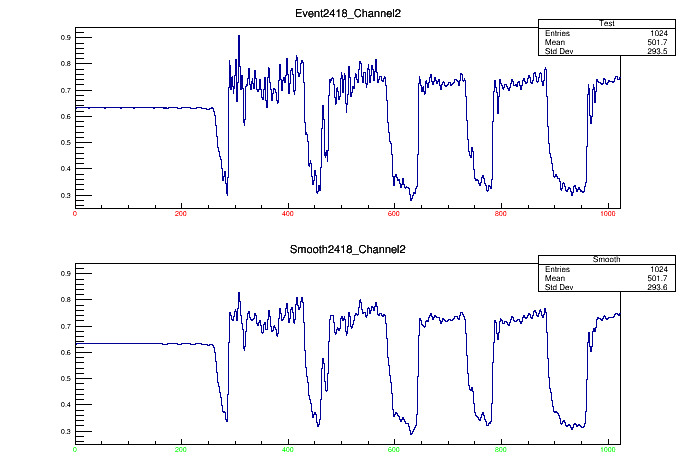 Event2418_Channel2
Test
Entries 1024
Mean 501.7
Std Dev 293.5
0.9
0.8
0.7
0.6
0.5
0.4
0.3
0 200 400 600 800 1000
Smooth2418_Channel2
Smooth
Entries 1024
Mean 501.7
Std Dev 293.6
0.9
0.8
0.7
0.6
0.5
0.4
0.3
0 200 400 600 800 1000